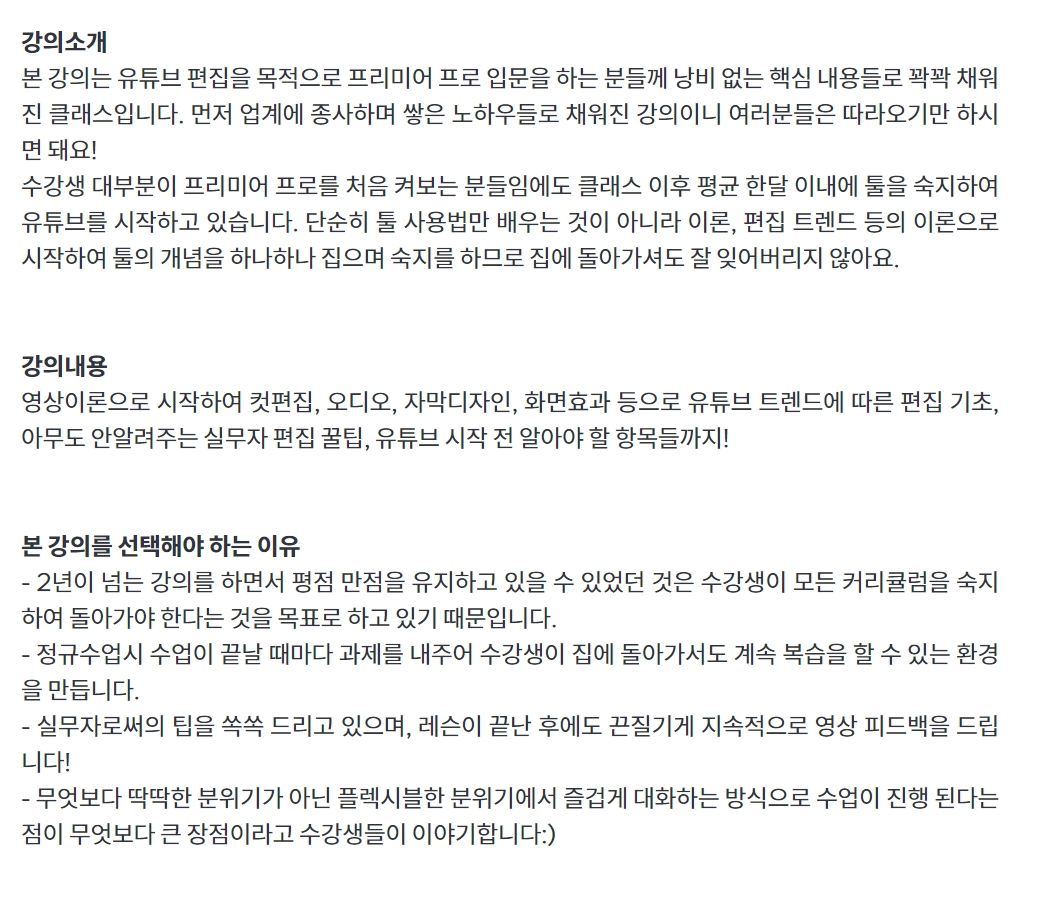 강의소개
본 강의는 유튜브 편집을 목적으로 프리미어 프로 입문을 하는 분들께 낭비 없는 핵심 내용들로 꽉꽉 채워
진 클래스입니다. 먼저 업계에 종사하며 쌓은 노하우들로 채워진 강의이니 여러분들은 따라오기만 하시
면 돼요!
수강생 대부분이 프리미어 프로를 처음 켜보는 분들임에도 클래스 이후 평균 한달 이내에 툴을 숙지하여
유튜브를 시작하고 있습니다. 단순히 툴 사용법만 배우는 것이 아니라 이론, 편집 트렌드 등의 이론으로
시작하여 툴의 개념을 하나하나 집으며 숙지를 하므로 집에 돌아가셔도 잘 잊어버리지 않아요.
강의내용
영상이론으로 시작하여 컷편집, 오디오, 자막디자인, 화면효과 등으로 유튜브 트렌드에 따른 편집 기초,
아무도 안알려주는 실무자 편집 꿀팁, 유튜브 시작 전 알아야 할 항목들까지!
본 강의를 선택해야 하는 이유
- 2년이 넘는 강의를 하면서 평점 만점을 유지하고 있을 수 있었던 것은 수강생이 모든 커리큘럼을 숙지
하여 돌아가야 한다는 것을 목표로 하고 있기 때문입니다.
- 정규수업시 수업이 끝날 때마다 과제를 내주어 수강생이 집에 돌아가서도 계속 복습을 할 수 있는 환경
을 만듭니다.
- 실무자로써의 팁을 쏙쏙 드리고 있으며, 레슨이 끝난 후에도 끈질기게 지속적으로 영상 피드백을 드립
니다!
- 무엇보다 딱딱한 분위기가 아닌 플렉시블한 분위기에서 즐겁게 대화하는 방식으로 수업이 진행 된다는
점이 무엇보다 큰 장점이라고 수강생들이 이야기합니다:)